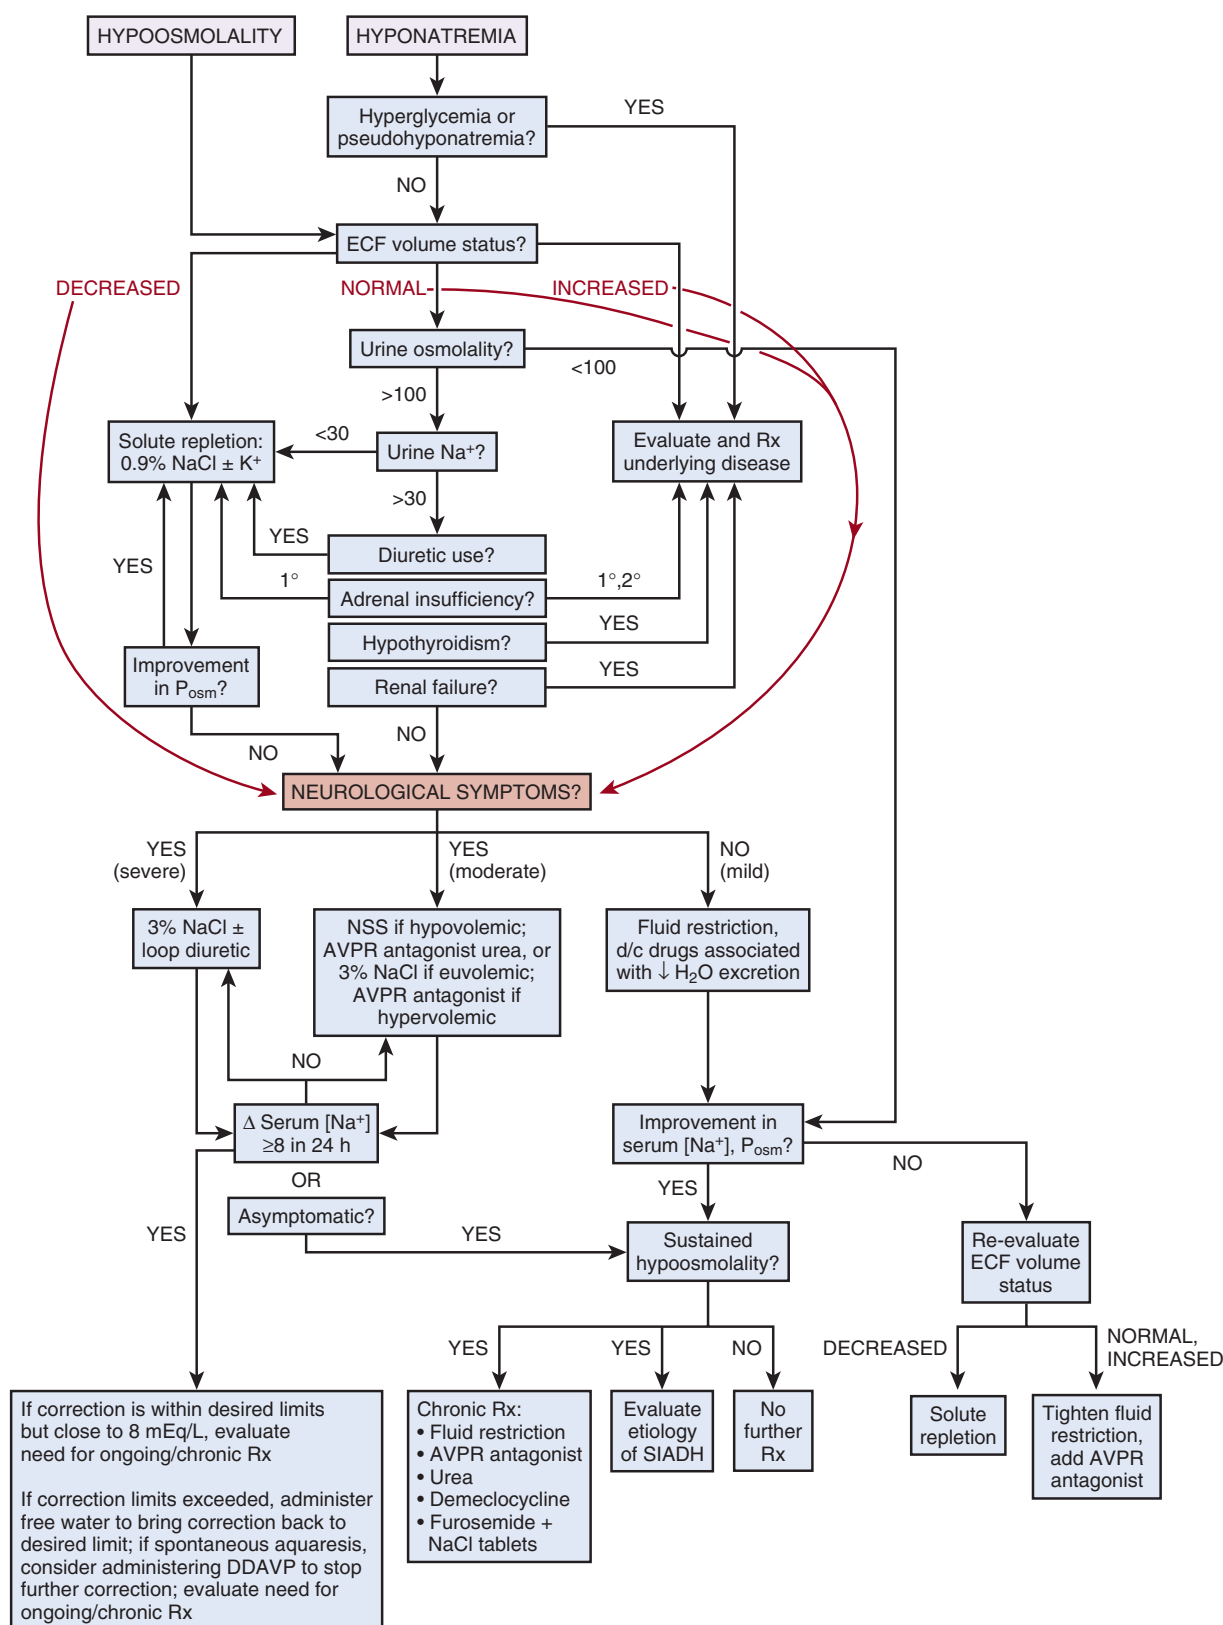 HYPOOSMOLALITY
HYPONATREMIA
Hyperglycemia or
pseudohyponatremia?
YES
NO
ECF volume status?
DECREASED
NORMAL
INCREASED
Urine osmolality?
<100
>100
Solute repletion:
0.9% NaCl ± K⁺
<30
Urine Na⁺?
Evaluate and Rx
underlying disease
>30
YES
Diuretic use?
YES
1°
Adrenal insufficiency?
1°,2°
Hypothyroidism?
YES
Improvement
in Posm?
Renal failure?
YES
NO
NO
NEUROLOGICAL SYMPTOMS?
YES
(severe)
YES
(moderate)
NO
(mild)
3% NaCl ±
loop diuretic
NSS if hypovolemic;
AVPR antagonist urea, or
3% NaCl if euvolemic;
AVPR antagonist if
hypervolemic
Fluid restriction,
d/c drugs associated
with ↓ H₂O excretion
NO
Δ Serum [Na⁺]
≥8 in 24 h
Improvement in
serum [Na⁺], Posm?
NO
OR
YES
Asymptomatic?
YES
YES
Sustained
hypoosmolality?
Re-evaluate
ECF volume
status
YES
YES
NO
DECREASED
NORMAL,
INCREASED
If correction is within desired limits
but close to 8 mEq/L, evaluate
need for ongoing/chronic Rx
If correction limits exceeded, administer
free water to bring correction back to
desired limit; if spontaneous aquaresis,
consider administering DDAVP to stop
further correction; evaluate need for
ongoing/chronic Rx
Chronic Rx:
• Fluid restriction
• AVPR antagonist
• Urea
• Demeclocycline
• Furosemide +
NaCl tablets
Evaluate
etiology
of SIADH
No
further
Rx
Solute
repletion
Tighten fluid
restriction,
add AVPR
antagonist